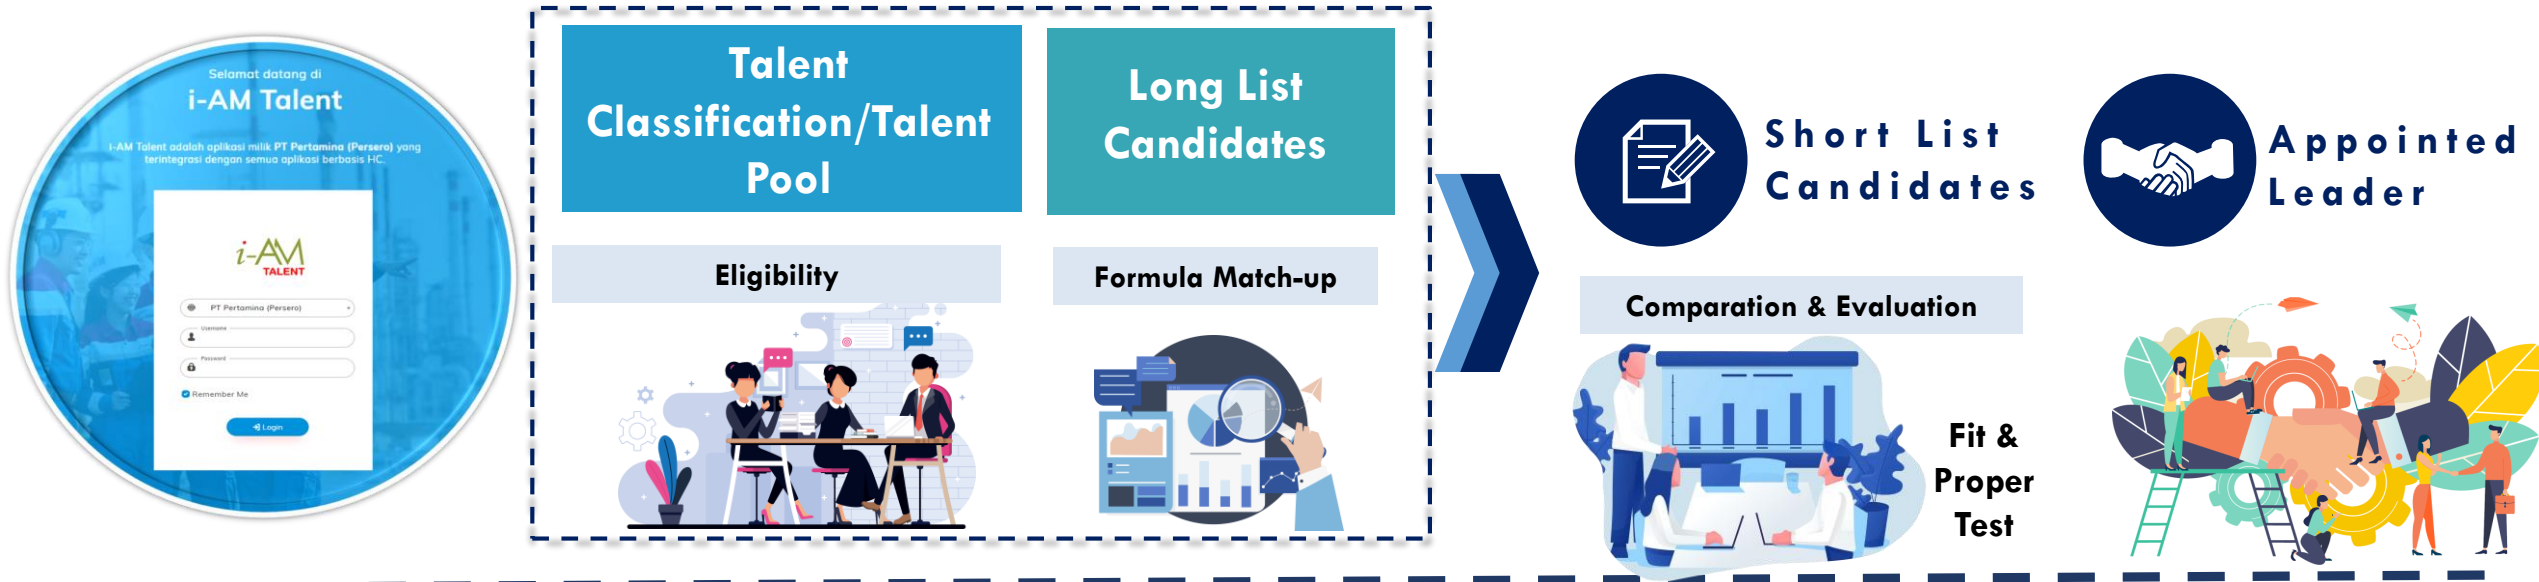 Selamat datang di
i-AM Talent
i-AM Talent adalah aplikasi milik PT Pertamina (Persero) yang
terintegrasi dengan semua aplikasi berbasis HC.
i-AM
TALENT
PT Pertamina (Persero)
Username
Password
Remember Me
Login
Talent
Classification/Talent
Pool
Eligibility
Long List
Candidates
Formula Match-up
Short List
Candidates
Comparation & Evaluation
Fit &
Proper
Test
Appointed
Leader